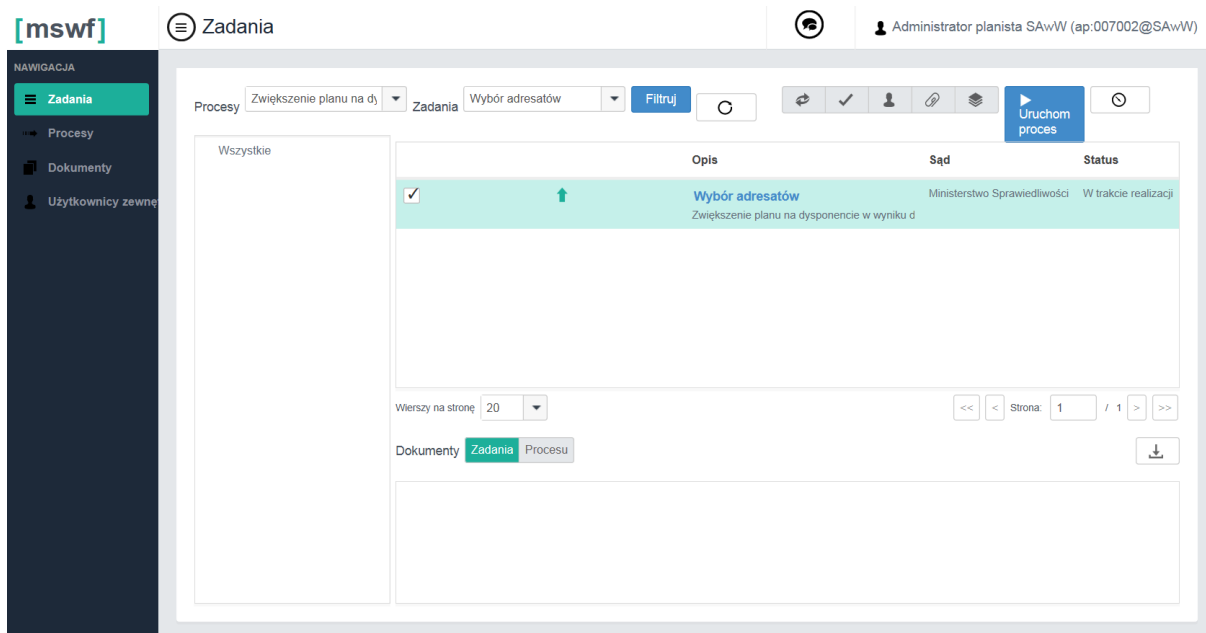 [mswf]
Zadania
Administrator planista SAwW (ap:007002@SAwW)
NAWIGACJA
Zadania
Procesy
Dokumenty
Użytkownicy zewnę
Procesy Zwiększenie planu na dy Zadania Wybór adresatów Filtruj
Uruchom
proces
Wszystkie
Opis Sąd Status
Wybór adresatów Ministerstwo Sprawiedliwości W trakcie realizacji
Zwiększenie planu na dysponencie w wyniku d
Wierszy na stronę 20 << < Strona: 1 / 1 > >>
Dokumenty Zadania Procesu